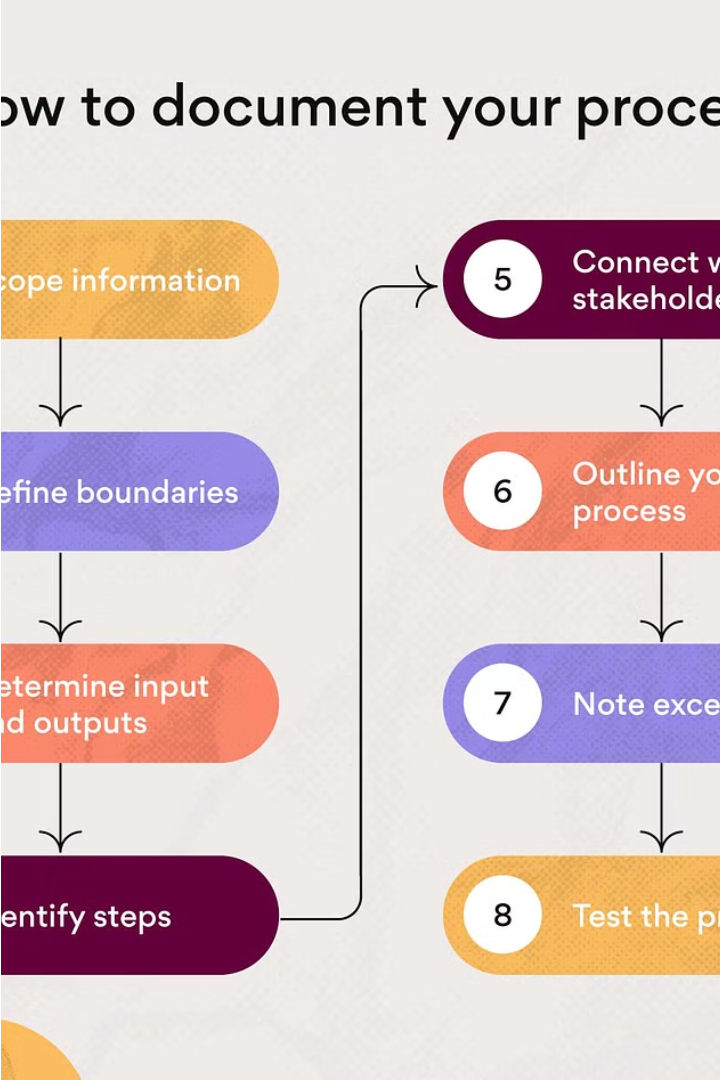 ow to document your proce
cope information
efine boundaries
etermine input
nd outputs
entify steps
5
Connect w
stakeholde
6
Outline yo
process
7
Note exce
8
Test the p